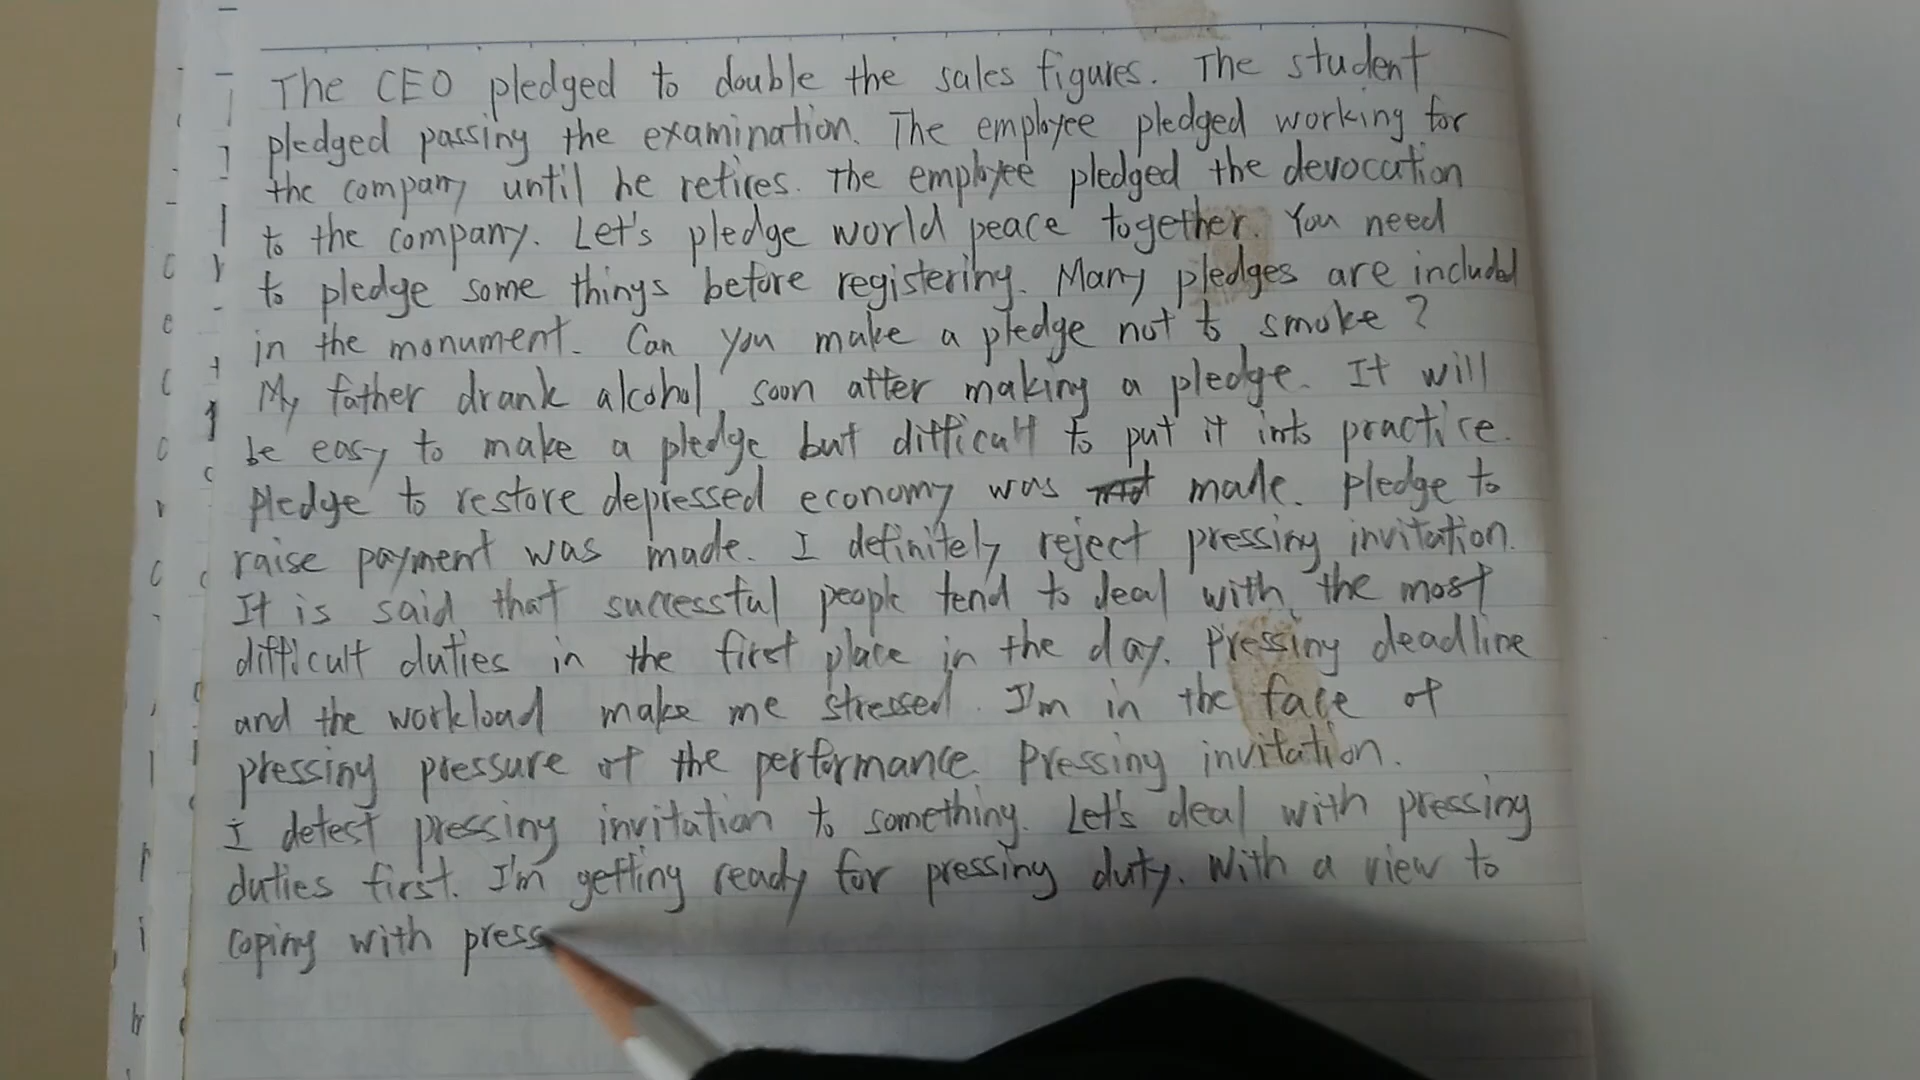 The CEO pledged to double the sales figures. The student
pledged passing the examination. The employee pledged working for
the company until he retires. The employee pledged the devocation
to the company. Let's pledge world peace together. You need
to pledge some things before registering. Many pledges are included
in the monument. Can you make a pledge not to smoke?
My father drank alcohol soon after making a pledge. It will
be easy to make a pledge but difficult to put it into practice.
Pledge to restore depressed economy was made. Pledge to
raise payment was made. I definitely reject pressing invitation.
It is said that successful people tend to deal with the most
difficult duties in the first place in the day. Pressing deadline
and the workload make me stressed. I'm in the face of
pressing pressure of the performance. Pressing invitation.
I detest pressing invitation to something. Let's deal with pressing
duties first. I'm getting ready for pressing duty. With a view to
coping with press